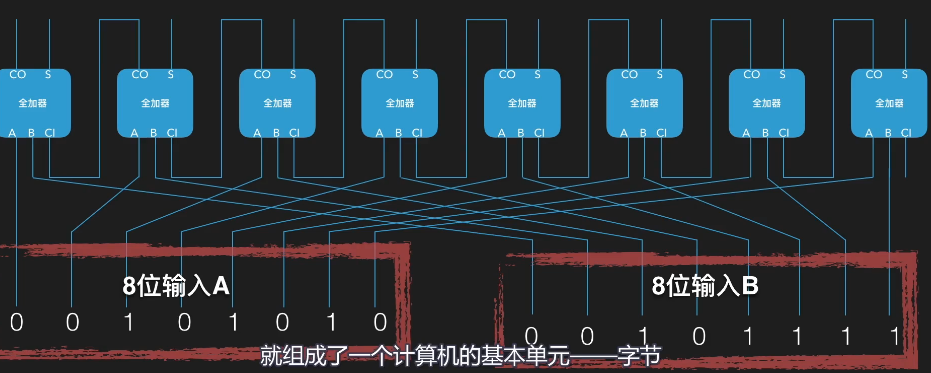 CO S CO S CO S CO S CO S CO S CO S CO S
全加器 全加器 全加器 全加器 全加器 全加器 全加器 全加器
A B CI A B CI A B CI A B CI A B CI A B CI A B CI A B CI
8位输入A 8位输入B
0 0 1 0 1 0 1 0 0 0 1 0 1 1 1 1
就组成了一个计算机的基本单元——字节